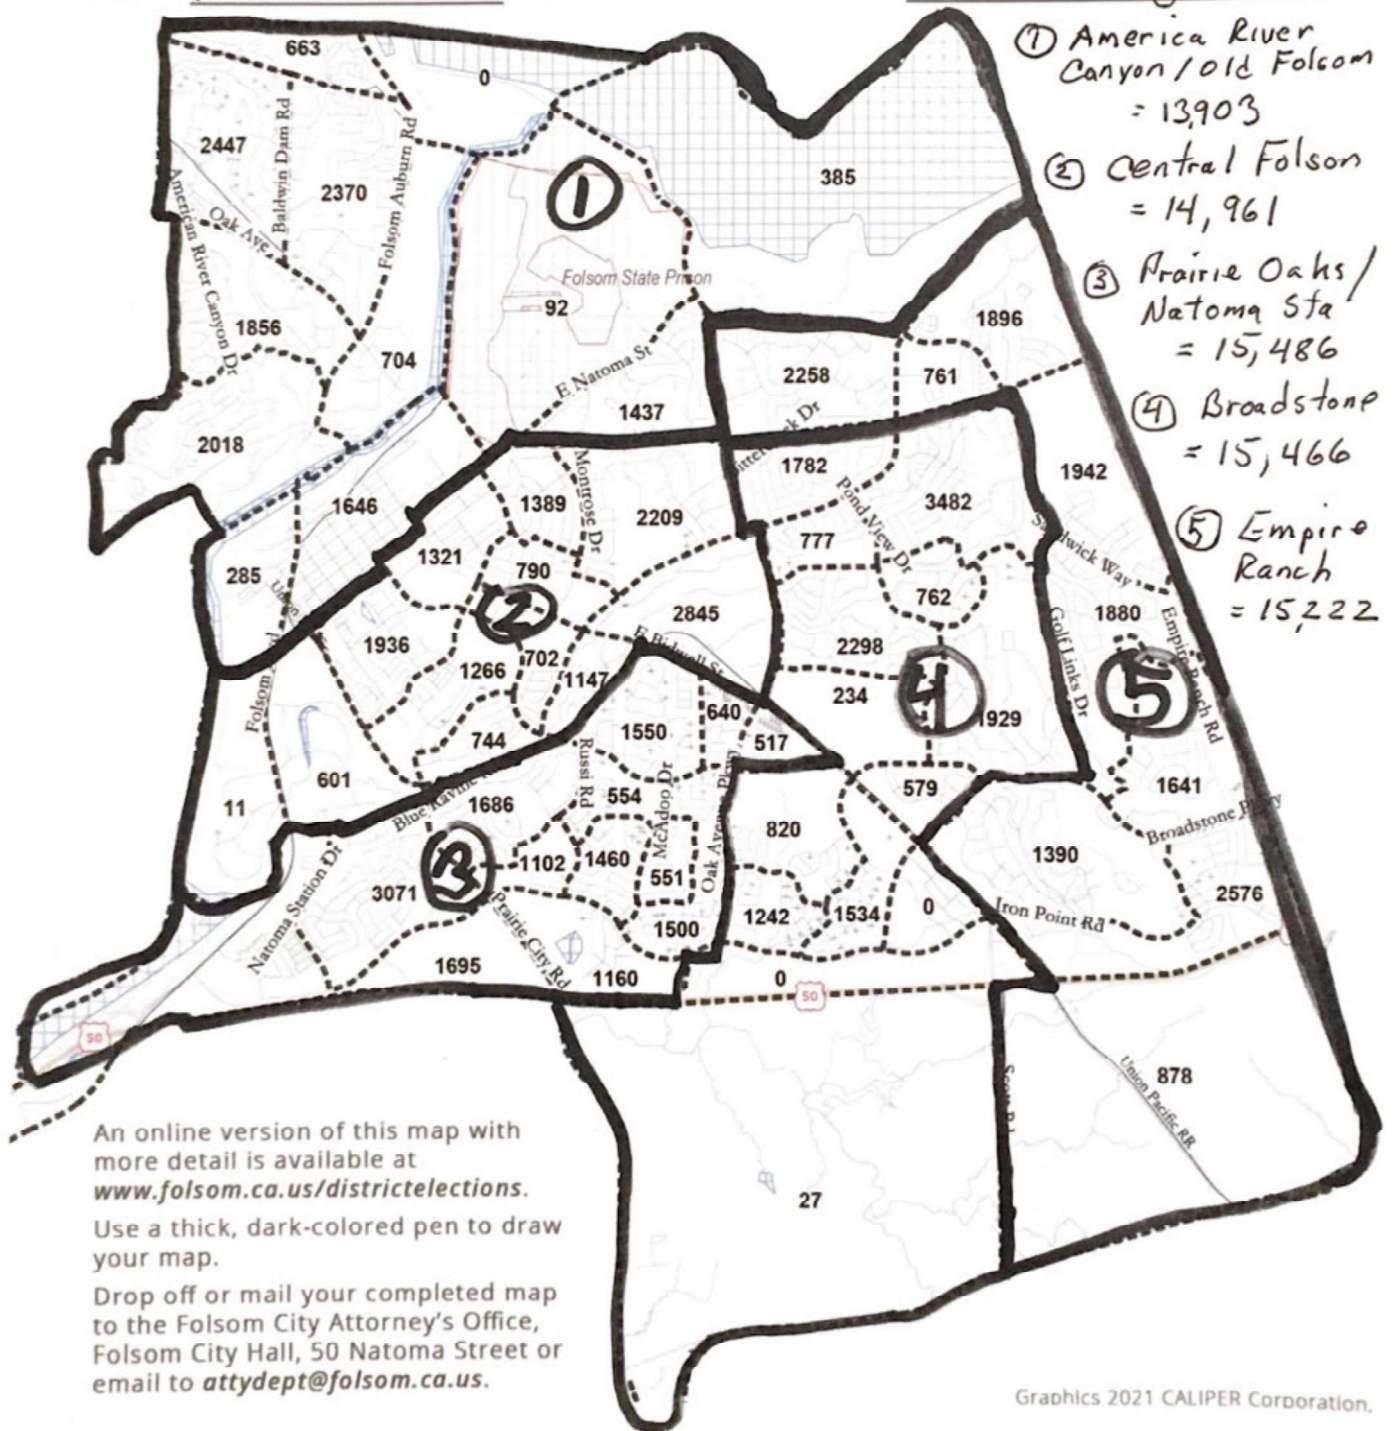 ① America River
Canyon / Old Folsom
= 13,903
② Central Folsom
= 14,961
③ Prairie Oaks /
Natoma Sta
= 15,486
④ Broadstone
= 15,466
⑤ Empire
Ranch
= 15,222
663
0
2447
Baldwin Dam Rd
2370
Folsom Auburn Rd
American River Canyon Dr
Oak Ave
1856
704
2018
①
385
Folsom State Prison
92
E Natoma St
1437
2258
761
1896
1782
Pond View Dr
3482
1942
777
762
2298
234
④
1929
Golf Links Dr
1880
⑤
Empire Ranch Rd
1641
Broadstone Pkwy
2576
1390
Iron Point Rd
579
1646
285
1321
1389
Montrose Dr
2209
790
②
2845
E Bidwell St
1936
1266
702
1147
744
Folsom
601
11
Blue Ravine
1686
Russi Rd
1550
640
517
554
McAdoo Dr
Oak Avenue Pkwy
③
1102
1460
551
3071
Natoma Station Dr
Prairie City Rd
1500
1695
1160
820
1242
1534
0
0
50
50
Union Pacific RR
878
27
An online version of this map with
more detail is available at
www.folsom.ca.us/districtelections.
Use a thick, dark-colored pen to draw
your map.
Drop off or mail your completed map
to the Folsom City Attorney's Office,
Folsom City Hall, 50 Natoma Street or
email to attydept@folsom.ca.us.
Graphics 2021 CALIPER Corporation.